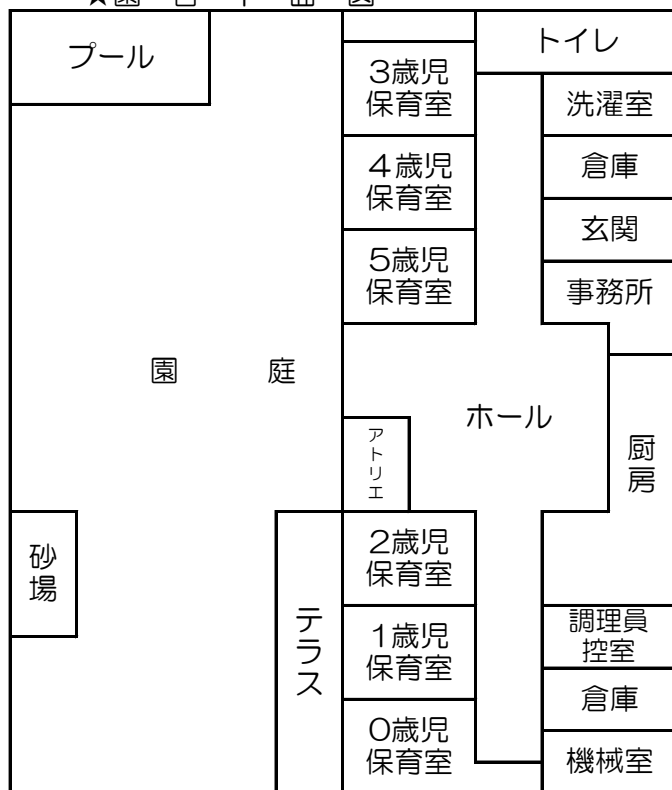 プール
トイレ
3歳児
保育室
洗濯室
4歳児
保育室
倉庫
玄関
5歳児
保育室
事務所
園　庭
ホール
アトリエ
厨房
砂場
2歳児
保育室
テラス
1歳児
保育室
調理員
控室
倉庫
0歳児
保育室
機械室